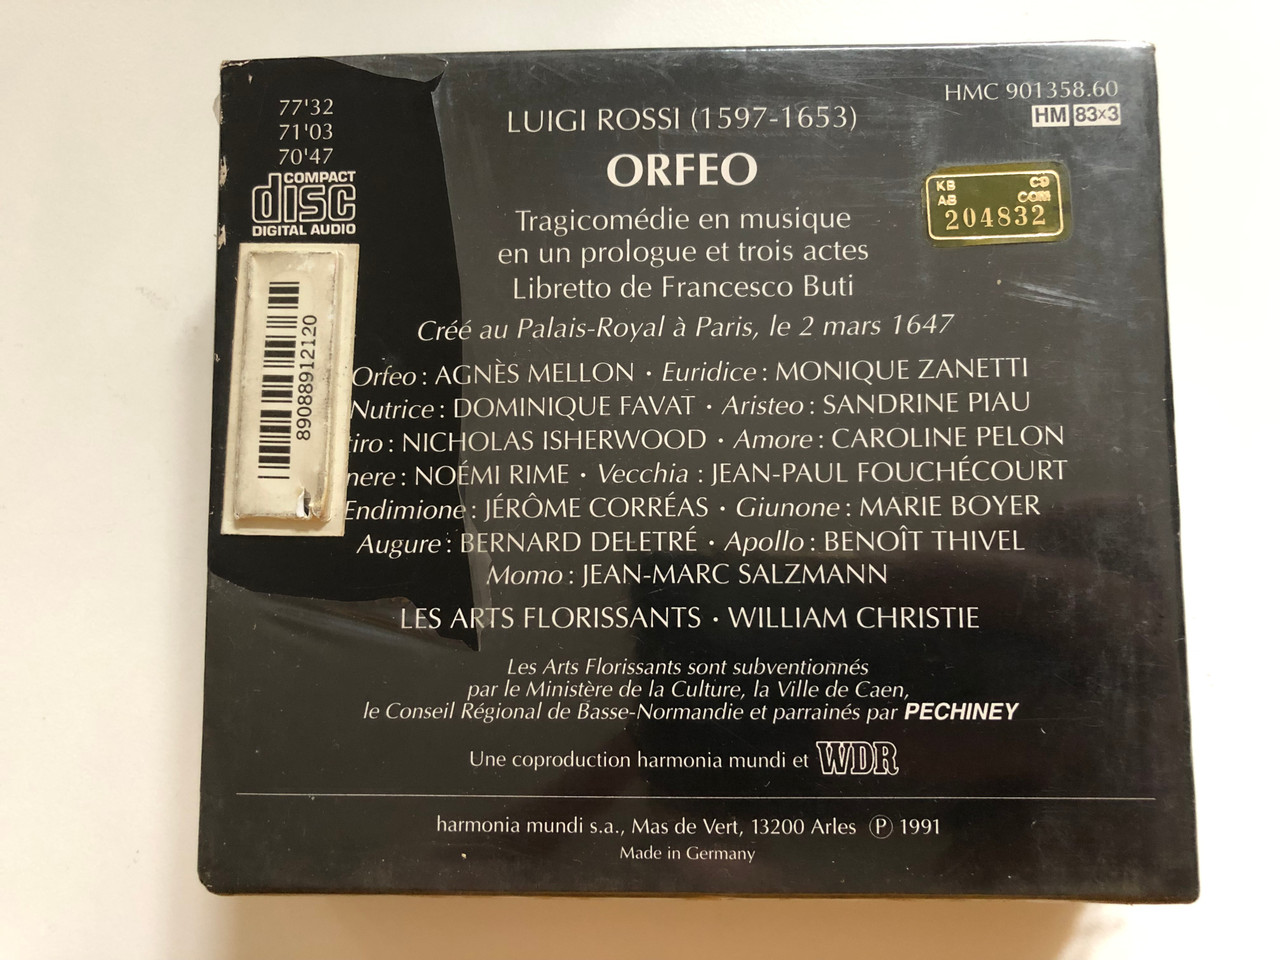 77'32
71'03
70'47
COMPACT
disc
DIGITAL AUDIO
8908891212​0
HMC 901358.60
HM 83x3
LUIGI ROSSI (1597-1653)
ORFEO
KB CD
AB COM
204832
Tragicomédie en musique
en un prologue et trois actes
Libretto de Francesco Buti
Créé au Palais-Royal à Paris, le 2 mars 1647
Orfeo : AGNÈS MELLON · Euridice : MONIQUE ZANETTI
Nutrice : DOMINIQUE FAVAT · Aristeo : SANDRINE PIAU
tiro : NICHOLAS ISHERWOOD · Amore : CAROLINE PELON
nere : NOÉMI RIME · Vecchia : JEAN-PAUL FOUCHÉCOURT
Endimione : JÉRÔME CORRÉAS · Giunone : MARIE BOYER
Augure : BERNARD DELETRÉ · Apollo : BENOÎT THIVEL
Momo : JEAN-MARC SALZMANN
LES ARTS FLORISSANTS · WILLIAM CHRISTIE
Les Arts Florissants sont subventionnés
par le Ministère de la Culture, la Ville de Caen,
le Conseil Régional de Basse-Normandie et parrainés par PECHINEY
Une coproduction harmonia mundi et WDR
harmonia mundi s.a., Mas de Vert, 13200 Arles Ⓟ 1991
Made in Germany